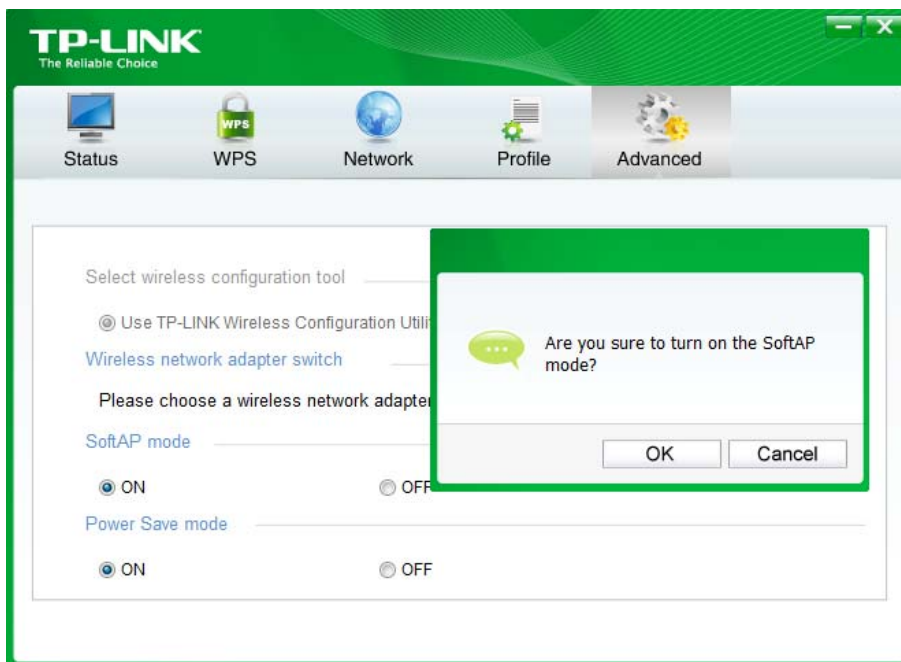 TP-LINK
The Reliable Choice
Status
WPS
WPS
Network
Profile
Advanced
Select wireless configuration tool
Use TP-LINK Wireless Configuration Utili
Wireless network adapter switch
Please choose a wireless network adapter
SoftAP mode
ON
OFF
Power Save mode
ON
OFF
Are you sure to turn on the SoftAP
mode?
OK
Cancel